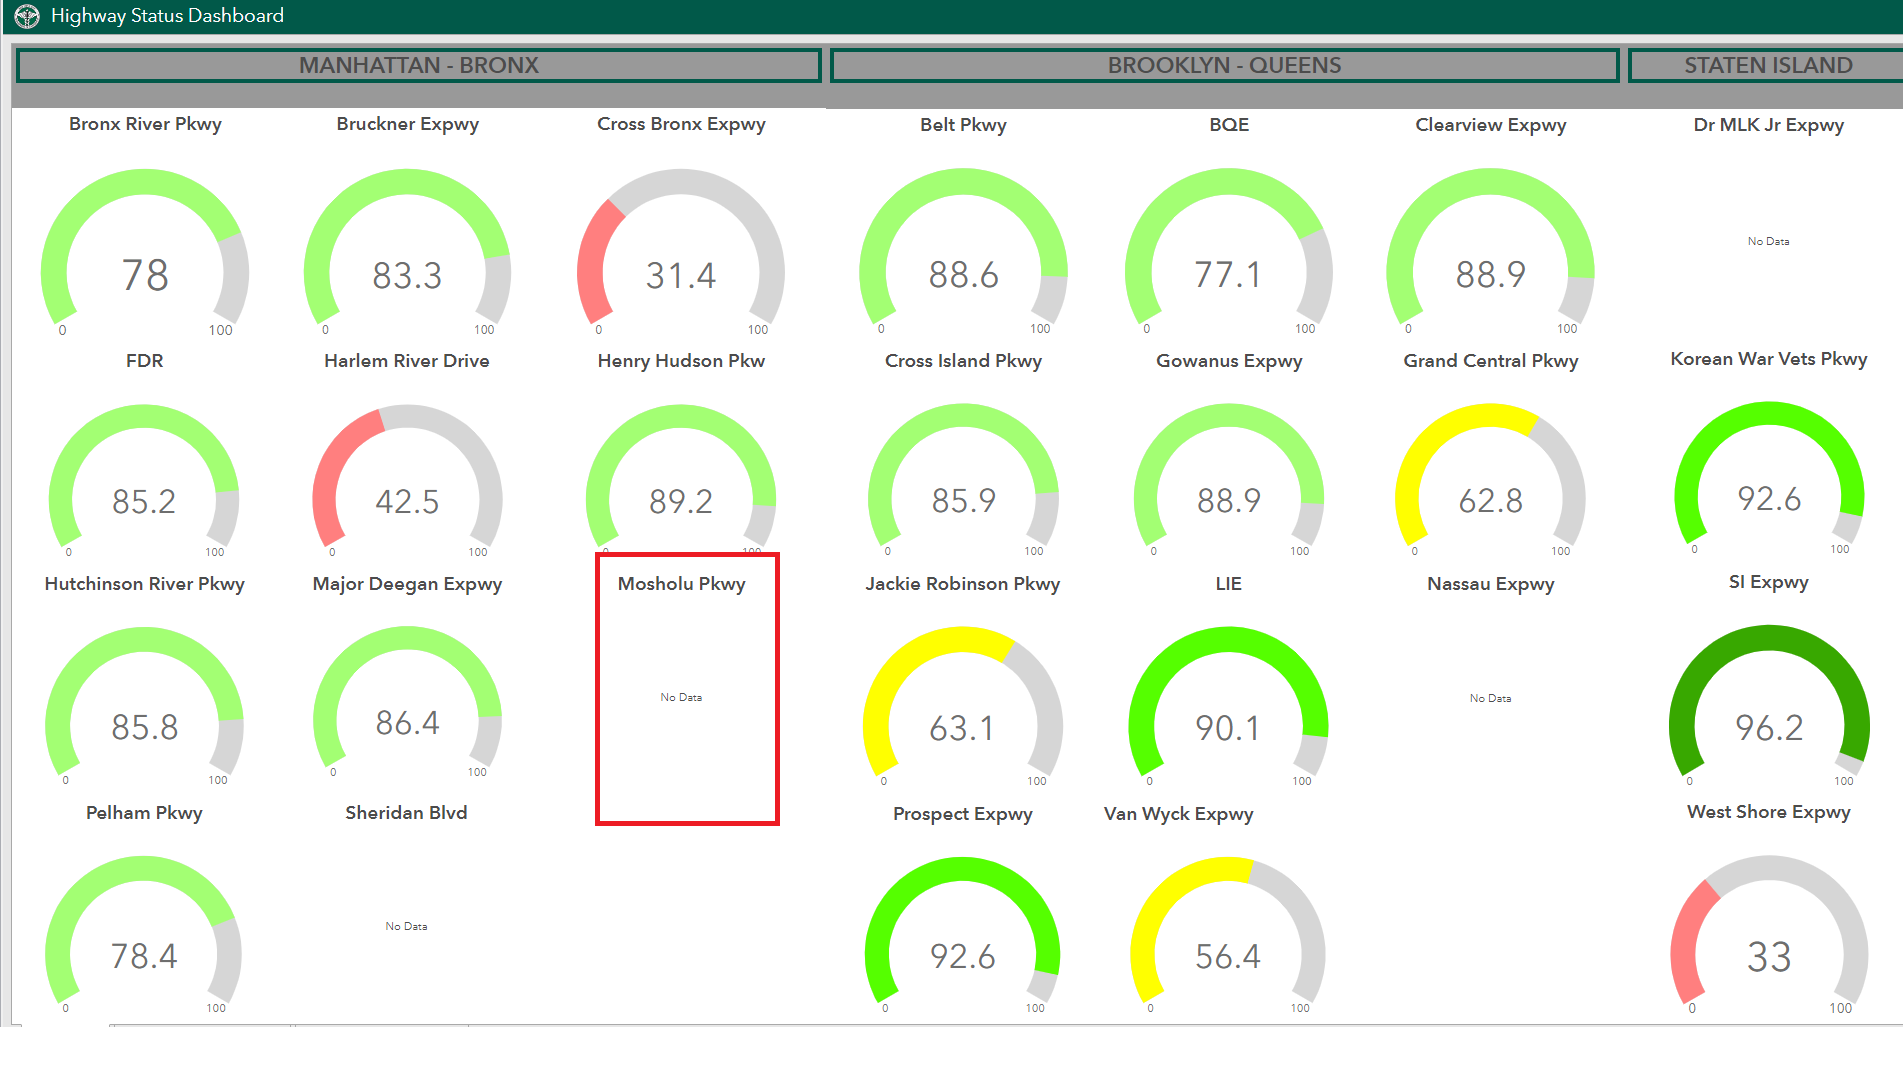 Highway Status Dashboard
MANHATTAN - BRONX
BROOKLYN - QUEENS
STATEN ISLAND
Bronx River Pkwy
Bruckner Expwy
Cross Bronx Expwy
Belt Pkwy
BQE
Clearview Expwy
Dr MLK Jr Expwy
78
0
100
83.3
0
100
31.4
0
100
88.6
0
100
77.1
0
100
88.9
0
100
No Data
FDR
Harlem River Drive
Henry Hudson Pkw
Cross Island Pkwy
Gowanus Expwy
Grand Central Pkwy
Korean War Vets Pkwy
85.2
0
100
42.5
0
100
89.2
0
100
85.9
0
100
88.9
0
100
62.8
0
100
92.6
0
100
Hutchinson River Pkwy
Major Deegan Expwy
Mosholu Pkwy
Jackie Robinson Pkwy
LIE
Nassau Expwy
SI Expwy
85.8
0
100
86.4
0
100
No Data
63.1
0
100
90.1
0
100
No Data
96.2
0
100
Pelham Pkwy
Sheridan Blvd
Prospect Expwy
Van Wyck Expwy
West Shore Expwy
78.4
0
100
No Data
92.6
0
100
56.4
0
100
33
0
100